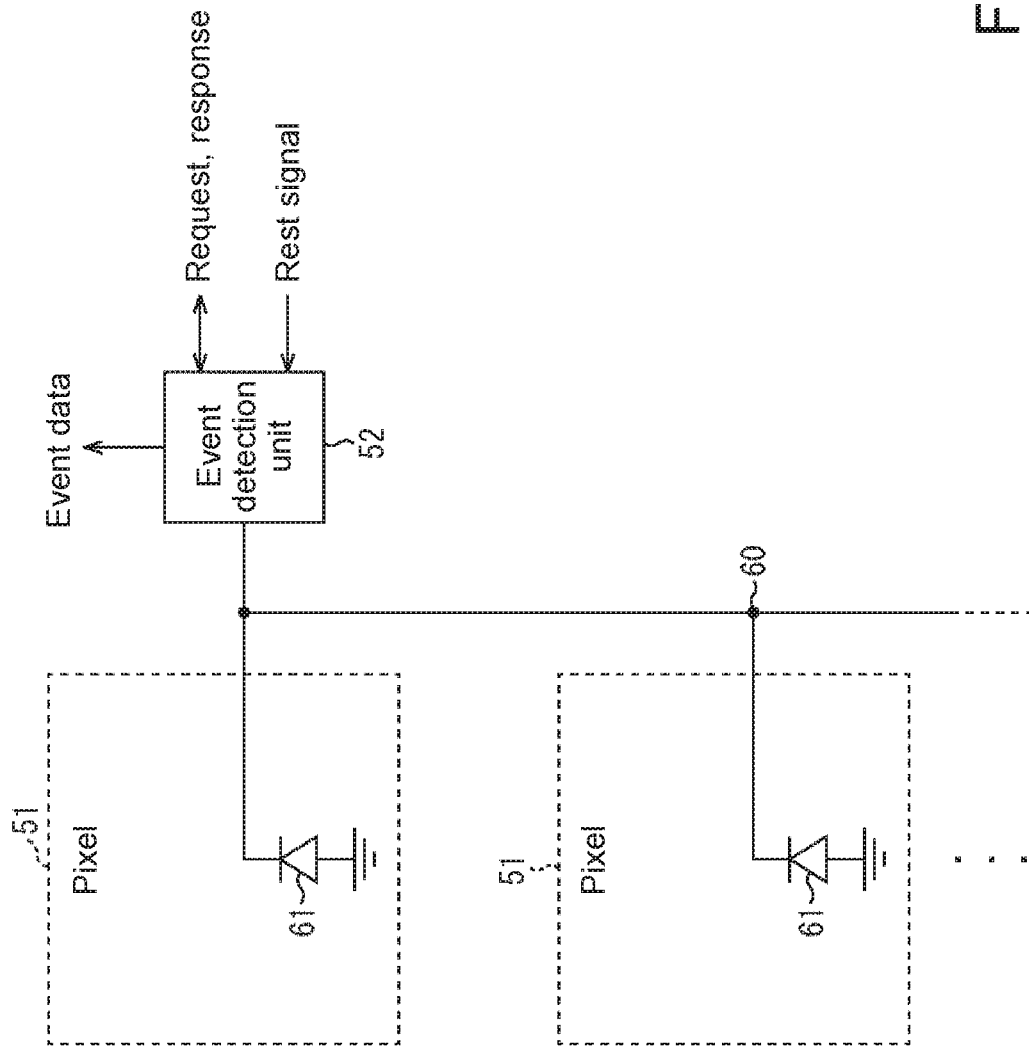 51
Pixel
61
51
Pixel
61
60
Event data
Event
detection
unit
52
Request, response
Rest signal
F